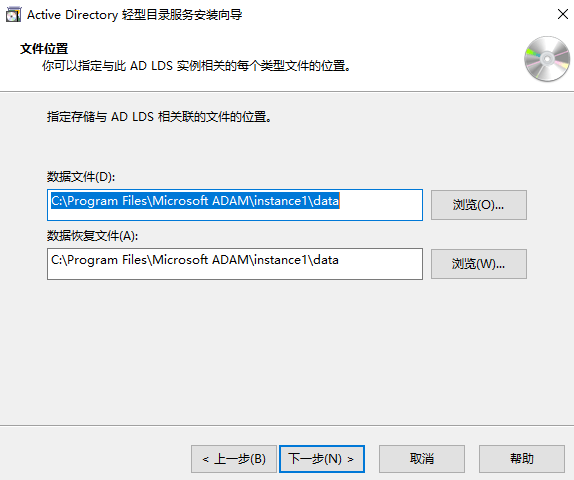 Active Directory 轻型目录服务安装向导
文件位置
你可以指定与此 AD LDS 实例相关的每个类型文件的位置。
指定存储与 AD LDS 相关联的文件的位置。
数据文件(D):
C:\Program Files\Microsoft ADAM\instance1\data
浏览(O)...
数据恢复文件(A):
C:\Program Files\Microsoft ADAM\instance1\data
浏览(W)...
< 上一步(B)
下一步(N) >
取消
帮助